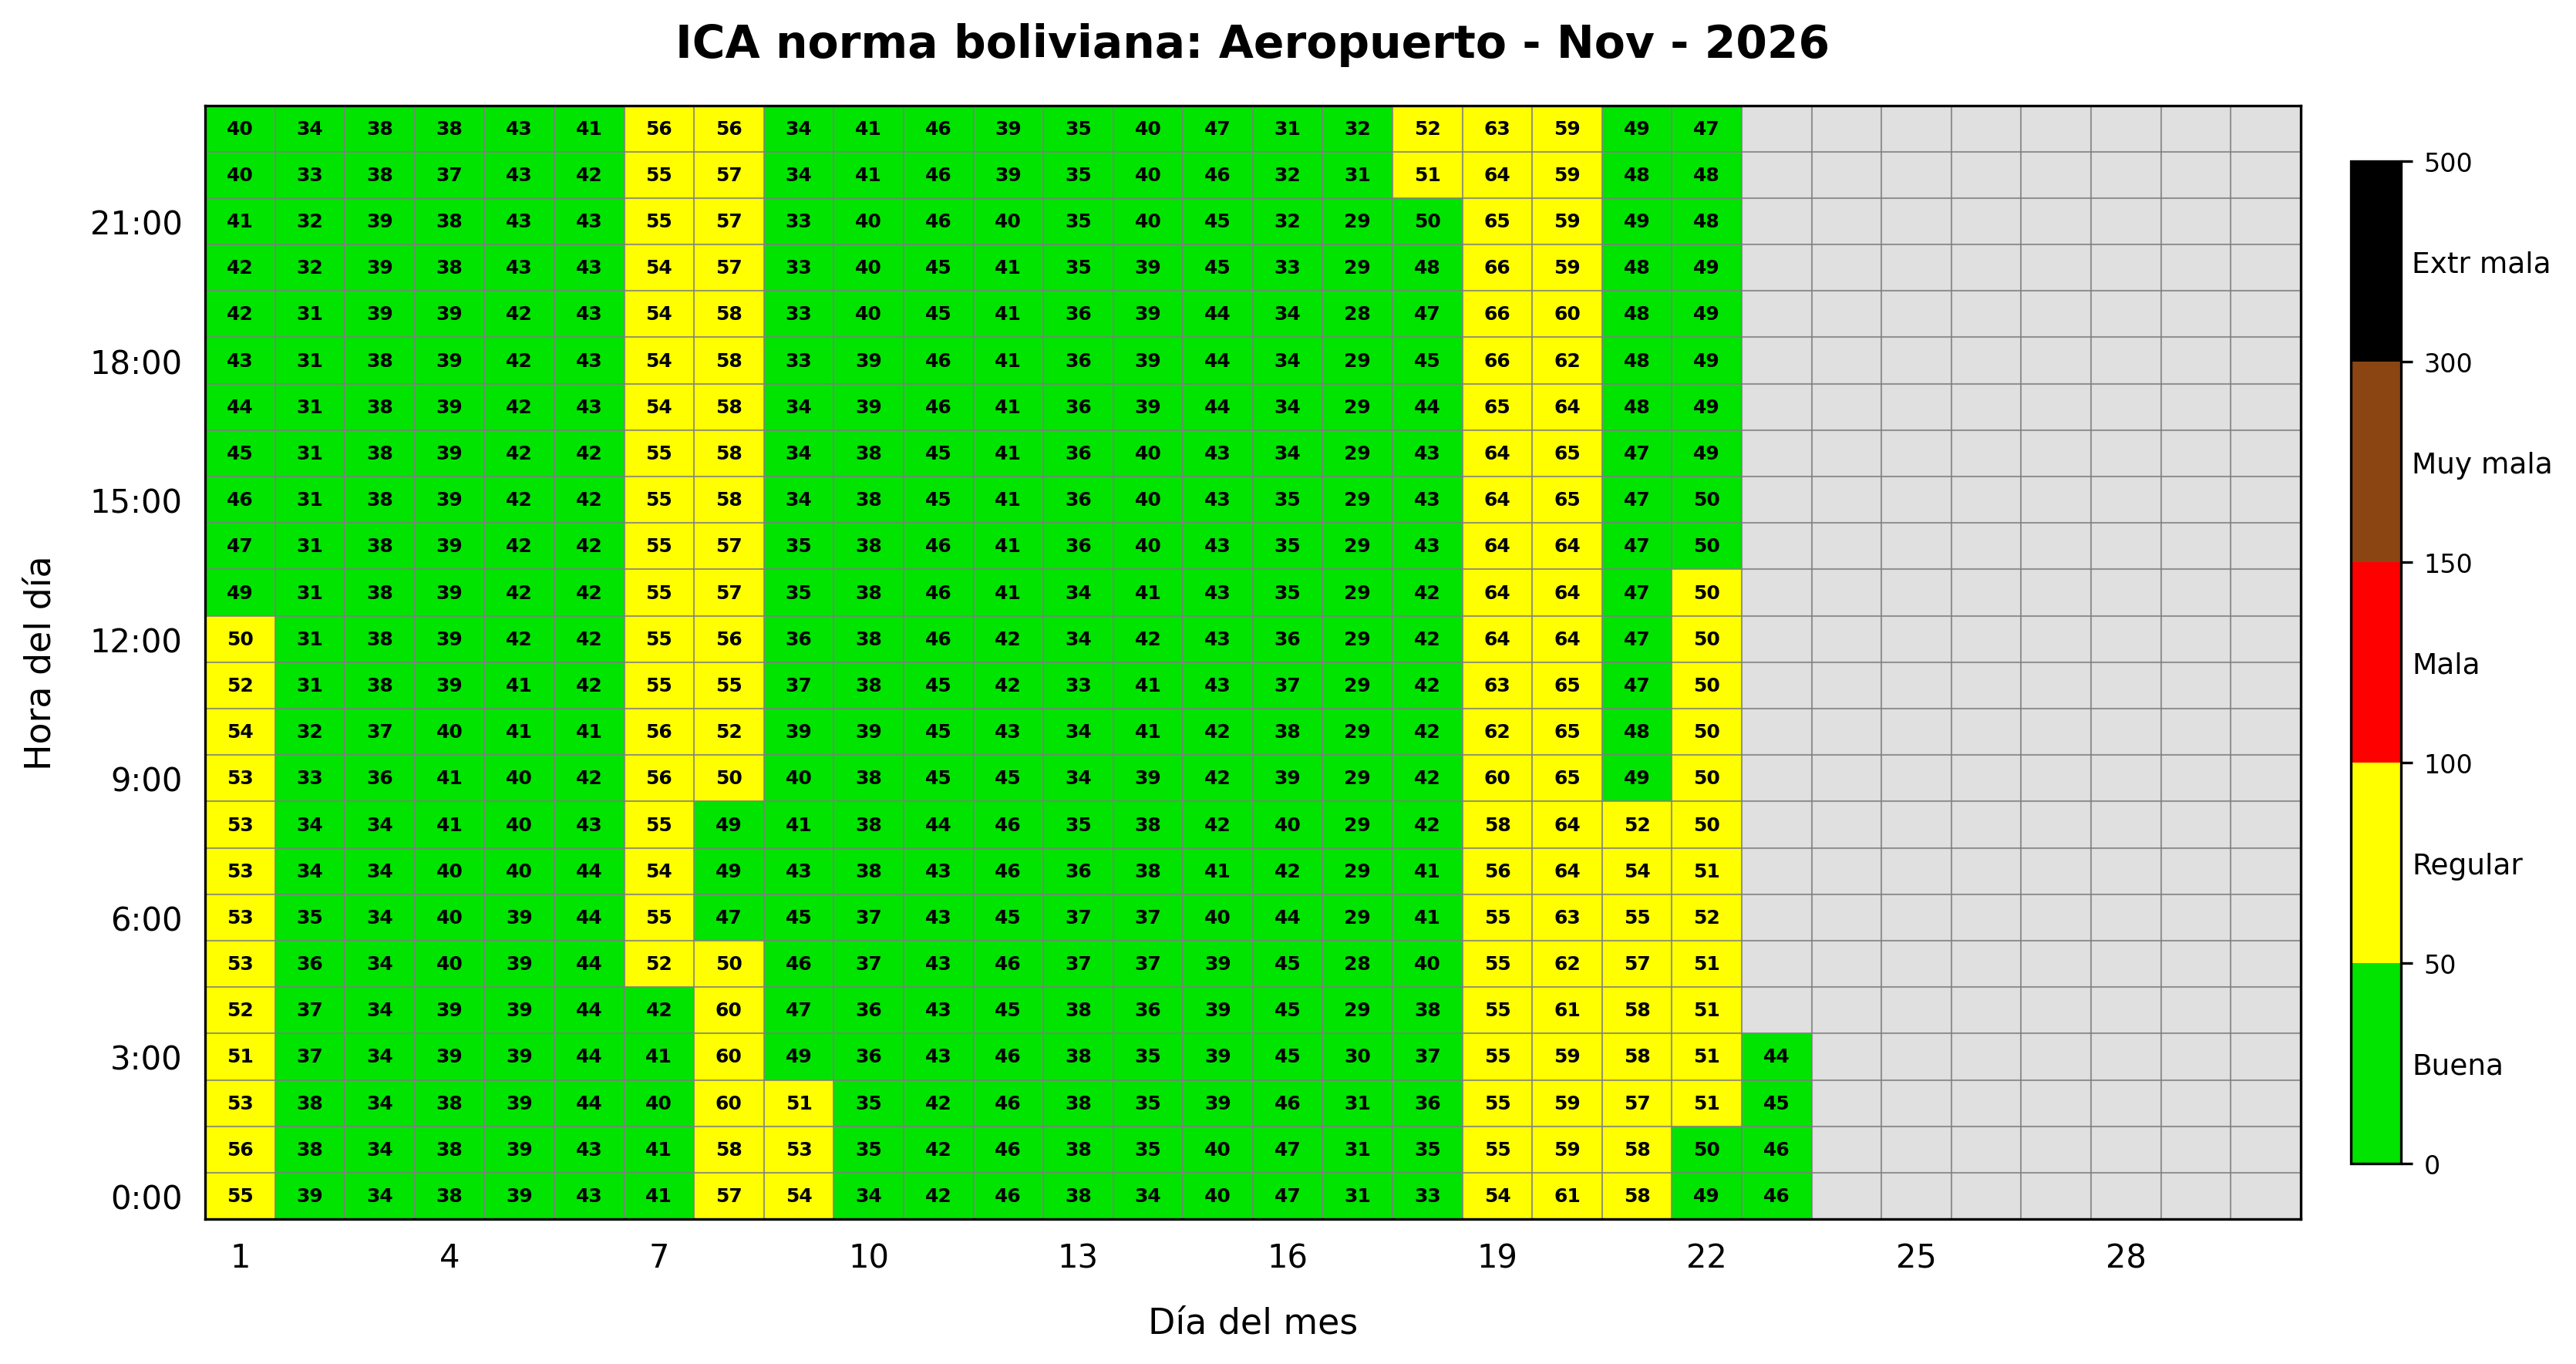 ICA norma boliviana: Aeropuerto - Nov - 2026
40 34 38 38 43 41 56 56 34 41 46 39 35 40 47 31 32 52 63 59 49 47
40 33 38 37 43 42 55 57 34 41 46 39 35 40 46 32 31 51 64 59 48 48
21:00 41 32 39 38 43 43 55 57 33 40 46 40 35 40 45 32 29 50 65 59 49 48
42 32 39 38 43 43 54 57 33 40 45 41 35 39 45 33 29 48 66 59 48 49
42 31 39 39 42 43 54 58 33 40 45 41 36 39 44 34 28 47 66 60 48 49
18:00 43 31 38 39 42 43 54 58 33 39 46 41 36 39 44 34 29 45 66 62 48 49
44 31 38 39 42 43 54 58 34 39 46 41 36 39 44 34 29 44 65 64 48 49
45 31 38 39 42 42 55 58 34 38 45 41 36 40 43 34 29 43 64 65 47 49
15:00 46 31 38 39 42 42 55 58 34 38 45 41 36 40 43 35 29 43 64 65 47 50
47 31 38 39 42 42 55 57 35 38 46 41 36 40 43 35 29 43 64 64 47 50
49 31 38 39 42 42 55 57 35 38 46 41 34 41 43 35 29 42 64 64 47 50
12:00 50 31 38 39 42 42 55 56 36 38 46 42 34 42 43 36 29 42 64 64 47 50
52 31 38 39 41 42 55 55 37 38 45 42 33 41 43 37 29 42 63 65 47 50
54 32 37 40 41 41 56 52 39 39 45 43 34 41 42 38 29 42 62 65 48 50
9:00 53 33 36 41 40 42 56 50 40 38 45 45 34 39 42 39 29 42 60 65 49 50
53 34 34 41 40 43 55 49 41 38 44 46 35 38 42 40 29 42 58 64 52 50
53 34 34 40 40 44 54 49 43 38 43 46 36 38 41 42 29 41 56 64 54 51
6:00 53 35 34 40 39 44 55 47 45 37 43 45 37 37 40 44 29 41 55 63 55 52
53 36 34 40 39 44 52 50 46 37 43 46 37 37 39 45 28 40 55 62 57 51
52 37 34 39 39 44 42 60 47 36 43 45 38 36 39 45 29 38 55 61 58 51
3:00 51 37 34 39 39 44 41 60 49 36 43 46 38 35 39 45 30 37 55 59 58 51 44
53 38 34 38 39 44 40 60 51 35 42 46 38 35 39 46 31 36 55 59 57 51 45
56 38 34 38 39 43 41 58 53 35 42 46 38 35 40 47 31 35 55 59 58 50 46
0:00 55 39 34 38 39 43 41 57 54 34 42 46 38 34 40 47 31 33 54 61 58 49 46
1 4 7 10 13 16 19 22 25 28
Día del mes
Hora del día
500
Extr mala
300
Muy mala
150
Mala
100
Regular
50
Buena
0